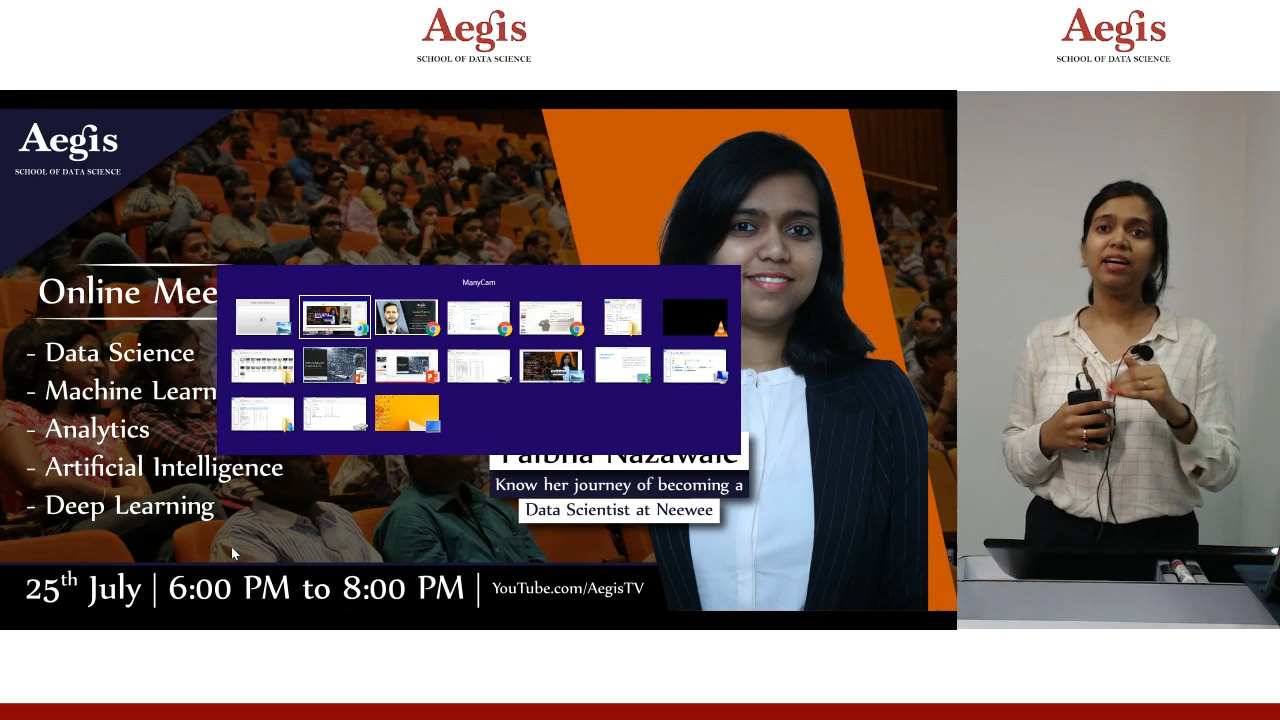 Aegis
SCHOOL OF DATA SCIENCE
Aegis
SCHOOL OF DATA SCIENCE
Aegis
SCHOOL OF DATA SCIENCE
Online Mee
ManyCam
- Data Science
- Machine Learn
- Analytics
- Artificial Intelligence
- Deep Learning
Know her journey of becoming a
Data Scientist at Neewee
25th July | 6:00 PM to 8:00 PM | YouTube.com/AegisTV